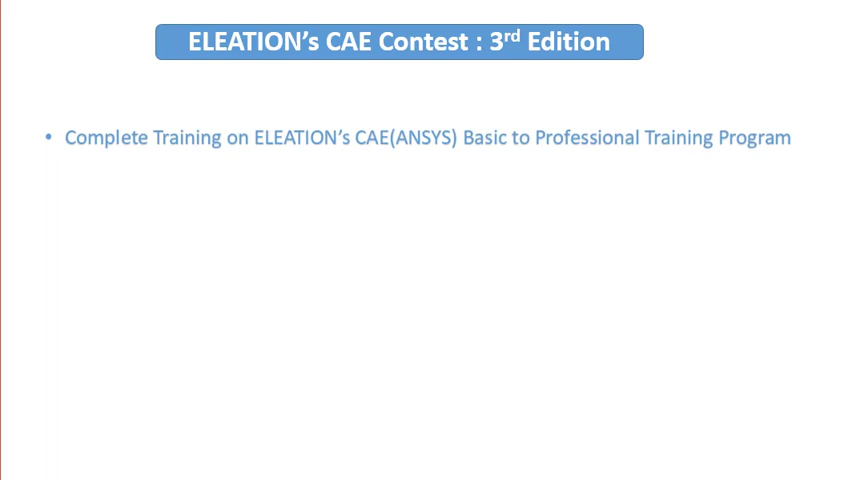 ELEATION’s CAE Contest : 3rd Edition
• Complete Training on ELEATION’s CAE(ANSYS) Basic to Professional Training Program